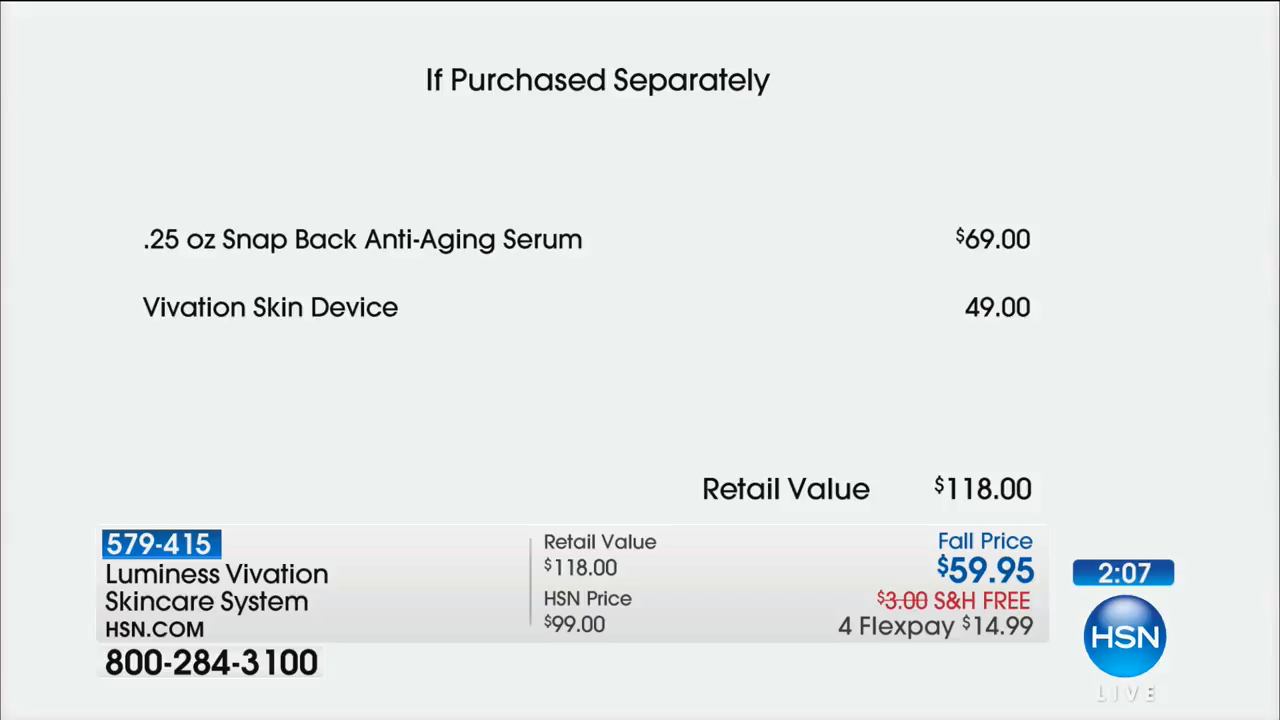 If Purchased Separately
.25 oz Snap Back Anti-Aging Serum $69.00
Vivation Skin Device 49.00
Retail Value $118.00
579-415
Luminess Vivation
Skincare System
HSN.COM
800-284-3100
Retail Value
$118.00
HSN Price
$99.00
Fall Price
$59.95
$3.00 S&H FREE
4 Flexpay $14.99
2:07
HSN
LIVE